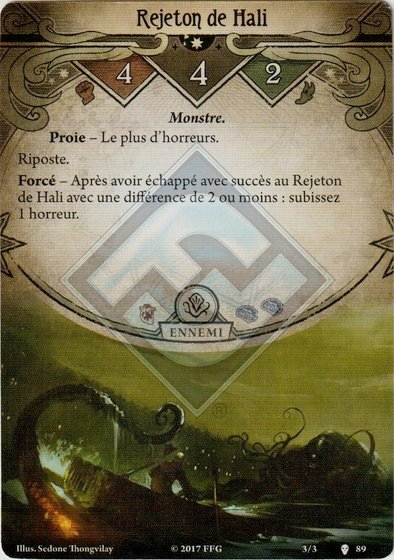 Rejeton de Hali
4 4 2
Monstre.
Proie – Le plus d'horreurs.
Riposte.
Forcé – Après avoir échappé avec succès au Rejeton
de Hali avec une différence de 2 ou moins : subissez
1 horreur.
ENNEMI
®
Illus. Sedone Thongvilay © 2017 FFG 3/3 89